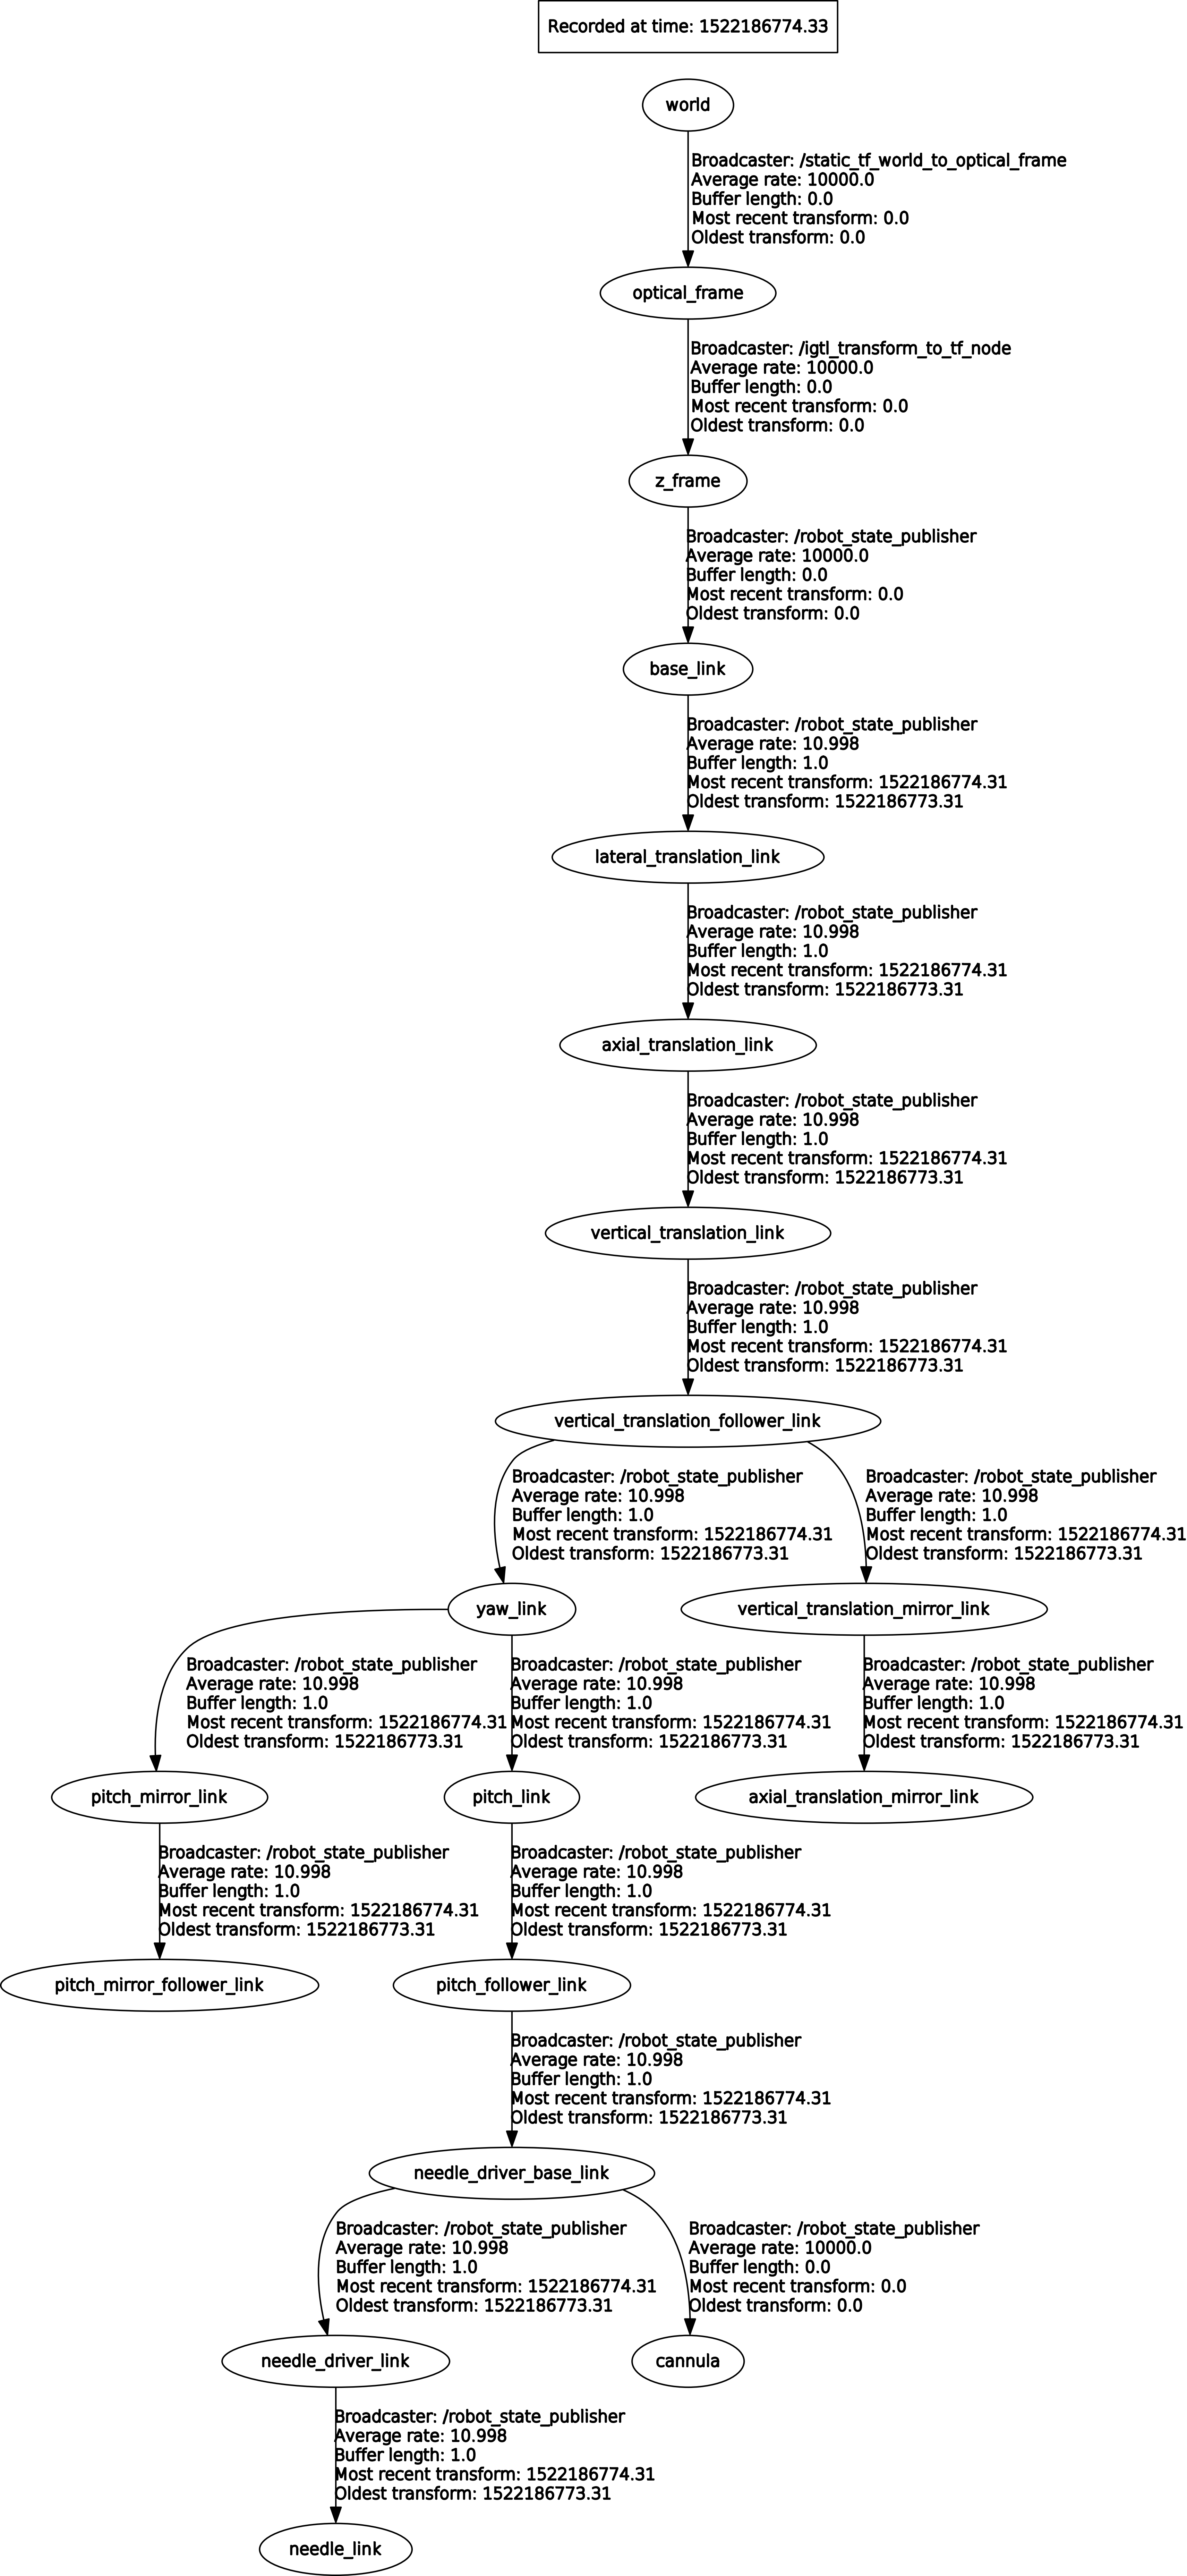 Recorded at time: 1522186774.33
world
Broadcaster: /static_tf_world_to_optical_frame
Average rate: 10000.0
Buffer length: 0.0
Most recent transform: 0.0
Oldest transform: 0.0
optical_frame
Broadcaster: /igtl_transform_to_tf_node
Average rate: 10000.0
Buffer length: 0.0
Most recent transform: 0.0
Oldest transform: 0.0
z_frame
Broadcaster: /robot_state_publisher
Average rate: 10000.0
Buffer length: 0.0
Most recent transform: 0.0
Oldest transform: 0.0
base_link
Broadcaster: /robot_state_publisher
Average rate: 10.998
Buffer length: 1.0
Most recent transform: 1522186774.31
Oldest transform: 1522186773.31
lateral_translation_link
Broadcaster: /robot_state_publisher
Average rate: 10.998
Buffer length: 1.0
Most recent transform: 1522186774.31
Oldest transform: 1522186773.31
axial_translation_link
Broadcaster: /robot_state_publisher
Average rate: 10.998
Buffer length: 1.0
Most recent transform: 1522186774.31
Oldest transform: 1522186773.31
vertical_translation_link
Broadcaster: /robot_state_publisher
Average rate: 10.998
Buffer length: 1.0
Most recent transform: 1522186774.31
Oldest transform: 1522186773.31
vertical_translation_follower_link
Broadcaster: /robot_state_publisher
Average rate: 10.998
Buffer length: 1.0
Most recent transform: 1522186774.31
Oldest transform: 1522186773.31
Broadcaster: /robot_state_publisher
Average rate: 10.998
Buffer length: 1.0
Most recent transform: 1522186774.31
Oldest transform: 1522186773.31
yaw_link
vertical_translation_mirror_link
Broadcaster: /robot_state_publisher
Average rate: 10.998
Buffer length: 1.0
Most recent transform: 1522186774.31
Oldest transform: 1522186773.31
Broadcaster: /robot_state_publisher
Average rate: 10.998
Buffer length: 1.0
Most recent transform: 1522186774.31
Oldest transform: 1522186773.31
Broadcaster: /robot_state_publisher
Average rate: 10.998
Buffer length: 1.0
Most recent transform: 1522186774.31
Oldest transform: 1522186773.31
pitch_mirror_link
pitch_link
axial_translation_mirror_link
Broadcaster: /robot_state_publisher
Average rate: 10.998
Buffer length: 1.0
Most recent transform: 1522186774.31
Oldest transform: 1522186773.31
Broadcaster: /robot_state_publisher
Average rate: 10.998
Buffer length: 1.0
Most recent transform: 1522186774.31
Oldest transform: 1522186773.31
pitch_mirror_follower_link
pitch_follower_link
Broadcaster: /robot_state_publisher
Average rate: 10.998
Buffer length: 1.0
Most recent transform: 1522186774.31
Oldest transform: 1522186773.31
needle_driver_base_link
Broadcaster: /robot_state_publisher
Average rate: 10.998
Buffer length: 1.0
Most recent transform: 1522186774.31
Oldest transform: 1522186773.31
Broadcaster: /robot_state_publisher
Average rate: 10000.0
Buffer length: 0.0
Most recent transform: 0.0
Oldest transform: 0.0
needle_driver_link
cannula
Broadcaster: /robot_state_publisher
Average rate: 10.998
Buffer length: 1.0
Most recent transform: 1522186774.31
Oldest transform: 1522186773.31
needle_link